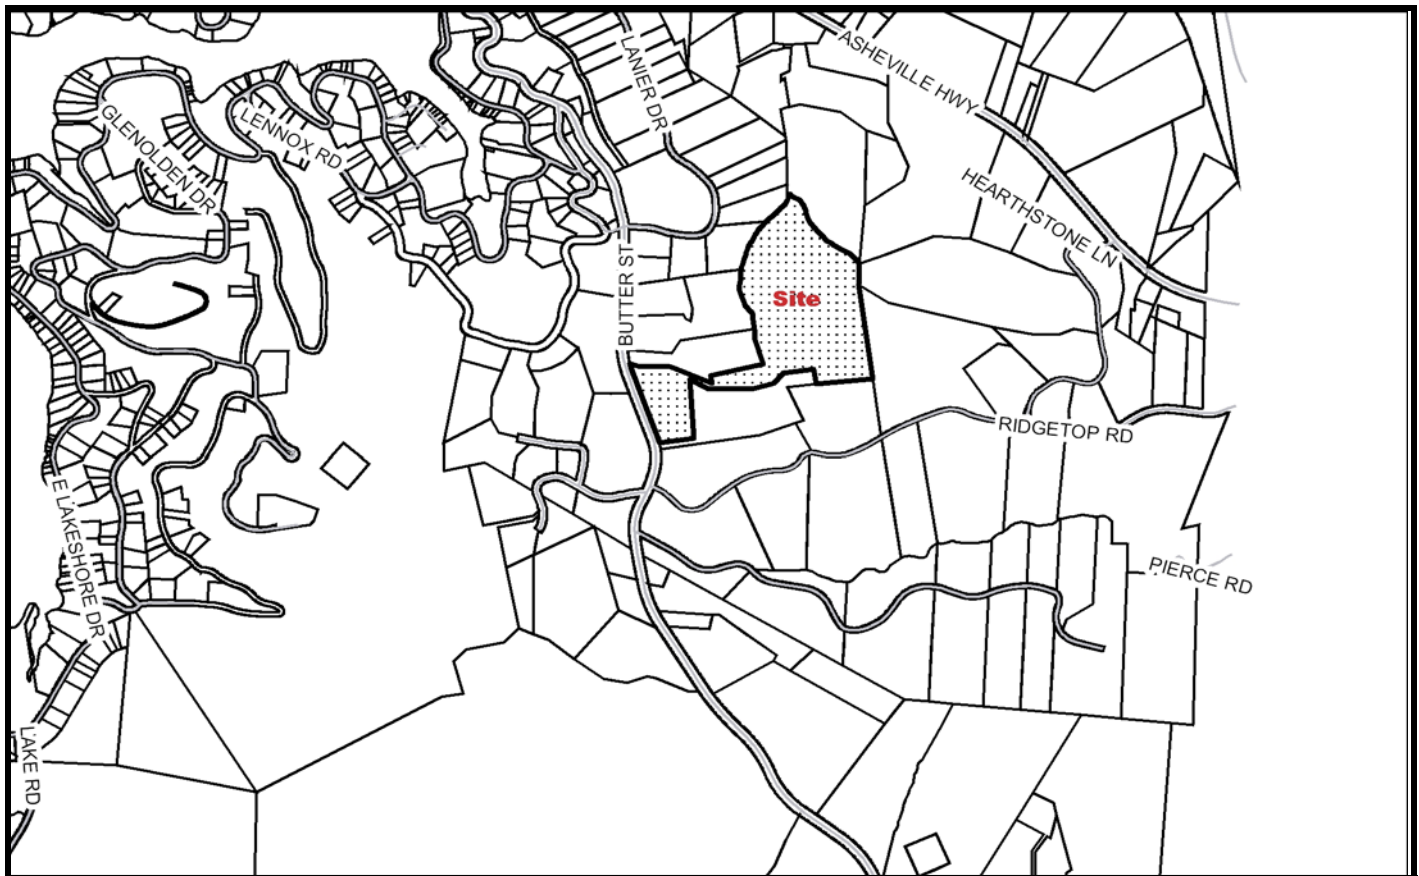 LANIER DR
ASHEVILLE HWY
GLENOLDEN DR
LENNOX RD
HEARTHSTONE LN
BUTTER ST
Site
RIDGETOP RD
E LAKESHORE DR
PIERCE RD
LAKE RD